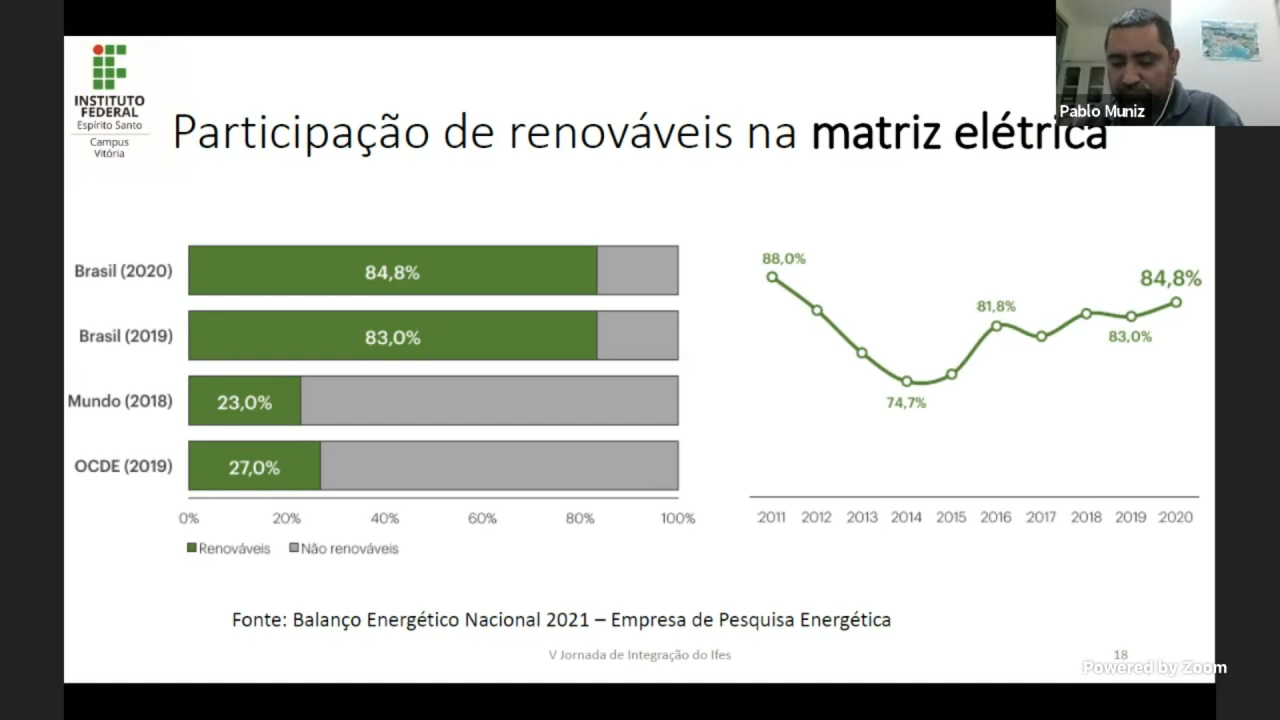 INSTITUTO
FEDERAL
Espírito Santo
Campus
Vitória
Pablo Muniz
Participação de renováveis na matriz elétrica
Brasil (2020)
84,8%
Brasil (2019)
83,0%
Mundo (2018)
23,0%
OCDE (2019)
27,0%
0% 20% 40% 60% 80% 100%
Renováveis Não renováveis
88,0%
74,7%
81,8%
83,0%
84,8%
2011 2012 2013 2014 2015 2016 2017 2018 2019 2020
Fonte: Balanço Energético Nacional 2021 – Empresa de Pesquisa Energética
V Jornada de Integração do Ifes
18
Powered by Zoom